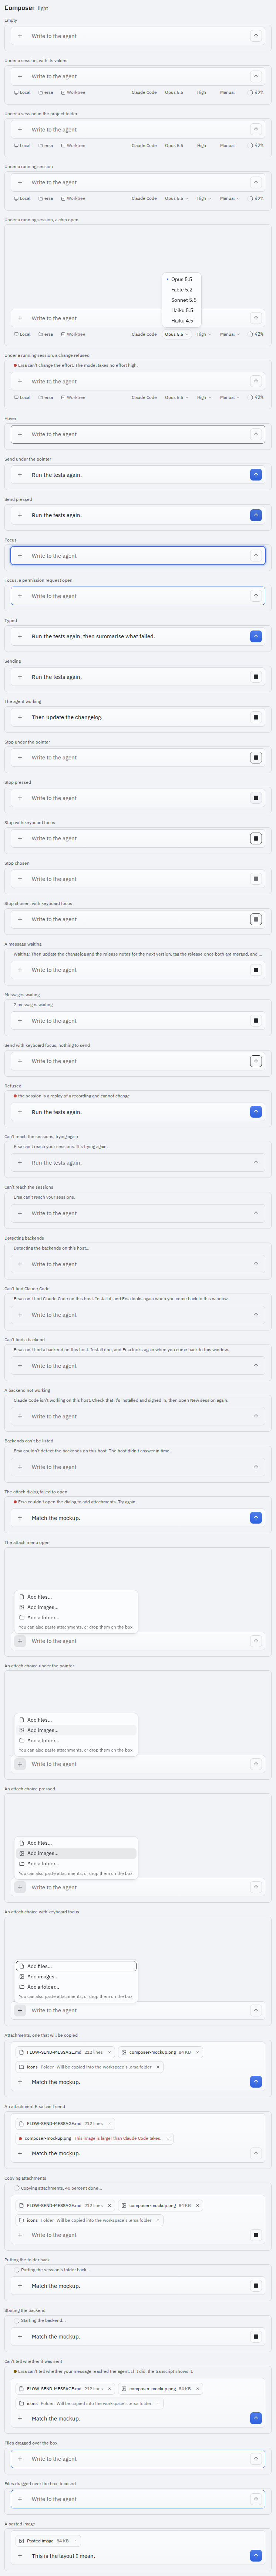 Composer light
Empty
Write to the agent
Under a session, with its values
Write to the agent
Local ersa Worktree Claude Code Opus 5.5 High Manual 42%
Under a session in the project folder
Write to the agent
Local ersa Worktree Claude Code Opus 5.5 High Manual 42%
Under a running session
Write to the agent
Local ersa Worktree Claude Code Opus 5.5 High Manual 42%
Under a running session, a chip open
Opus 5.5
Fable 5.2
Sonnet 5.5
Haiku 5.5
Haiku 4.5
Write to the agent
Local ersa Worktree Claude Code Opus 5.5 High Manual 42%
Under a running session, a change refused
Ersa can't change the effort. The model takes no effort high.
Write to the agent
Local ersa Worktree Claude Code Opus 5.5 High Manual 42%
Hover
Write to the agent
Send under the pointer
Run the tests again.
Send pressed
Run the tests again.
Focus
Write to the agent
Focus, a permission request open
Write to the agent
Typed
Run the tests again, then summarise what failed.
Sending
Run the tests again.
The agent working
Then update the changelog.
Stop under the pointer
Write to the agent
Stop pressed
Write to the agent
Stop with keyboard focus
Write to the agent
Stop chosen
Write to the agent
Stop chosen, with keyboard focus
Write to the agent
A message waiting
Waiting: Then update the changelog and the release notes for the next version, tag the release once both are merged, and ...
Write to the agent
Messages waiting
2 messages waiting
Write to the agent
Send with keyboard focus, nothing to send
Write to the agent
Refused
the session is a replay of a recording and cannot change
Run the tests again.
Can't reach the sessions, trying again
Ersa can't reach your sessions. It's trying again.
Run the tests again.
Can't reach the sessions
Ersa can't reach your sessions.
Write to the agent
Detecting backends
Detecting the backends on this host...
Write to the agent
Can't find Claude Code
Ersa can't find Claude Code on this host. Install it, and Ersa looks again when you come back to this window.
Write to the agent
Can't find a backend
Ersa can't find a backend on this host. Install one, and Ersa looks again when you come back to this window.
Write to the agent
A backend not working
Claude Code isn't working on this host. Check that it's installed and signed in, then open New session again.
Write to the agent
Backends can't be listed
Ersa couldn't detect the backends on this host. The host didn't answer in time.
Write to the agent
The attach dialog failed to open
Ersa couldn't open the dialog to add attachments. Try again.
Match the mockup.
The attach menu open
Add files...
Add images...
Add a folder...
You can also paste attachments, or drop them on the box.
Write to the agent
An attach choice under the pointer
Add files...
Add images...
Add a folder...
You can also paste attachments, or drop them on the box.
Write to the agent
An attach choice pressed
Add files...
Add images...
Add a folder...
You can also paste attachments, or drop them on the box.
Write to the agent
An attach choice with keyboard focus
Add files...
Add images...
Add a folder...
You can also paste attachments, or drop them on the box.
Write to the agent
Attachments, one that will be copied
FLOW-SEND-MESSAGE.md 212 lines × composer-mockup.png 84 KB ×
icons Folder Will be copied into the workspace's .ersa folder ×
Match the mockup.
An attachment Ersa can't send
FLOW-SEND-MESSAGE.md 212 lines ×
composer-mockup.png This image is larger than Claude Code takes. ×
Match the mockup.
Copying attachments
Copying attachments, 40 percent done...
FLOW-SEND-MESSAGE.md 212 lines × composer-mockup.png 84 KB ×
icons Folder Will be copied into the workspace's .ersa folder ×
Write to the agent
Putting the folder back
Putting the session's folder back...
Match the mockup.
Starting the backend
Starting the backend...
Match the mockup.
Can't tell whether it was sent
Ersa can't tell whether your message reached the agent. If it did, the transcript shows it.
FLOW-SEND-MESSAGE.md 212 lines × composer-mockup.png 84 KB ×
icons Folder Will be copied into the workspace's .ersa folder ×
Match the mockup.
Files dragged over the box
Write to the agent
Files dragged over the box, focused
Write to the agent
A pasted image
Pasted image 84 KB ×
This is the layout I mean.